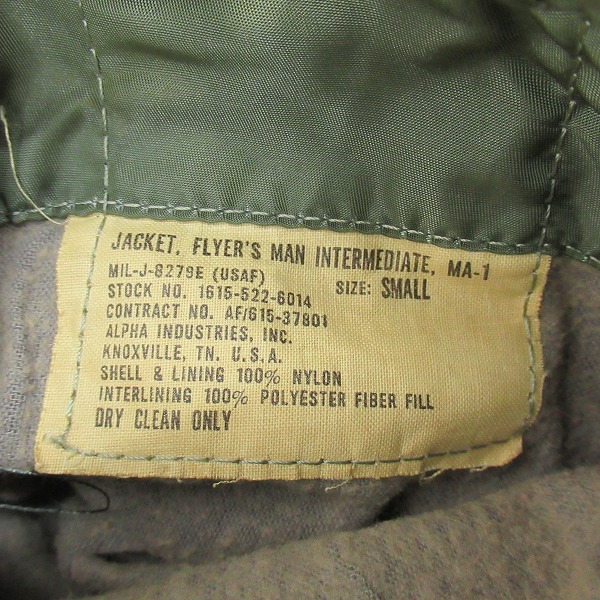 JACKET, FLYER'S MAN INTERMEDIATE, MA-1
MIL-J-8279E (USAF) SIZE: SMALL
STOCK NO. 1615-522-6014
CONTRACT NO. AF/615-37801
ALPHA INDUSTRIES, INC.
KNOXVILLE, TN. U.S.A.
SHELL & LINING 100% NYLON
INTERLINING 100% POLYESTER FIBER FILL
DRY CLEAN ONLY